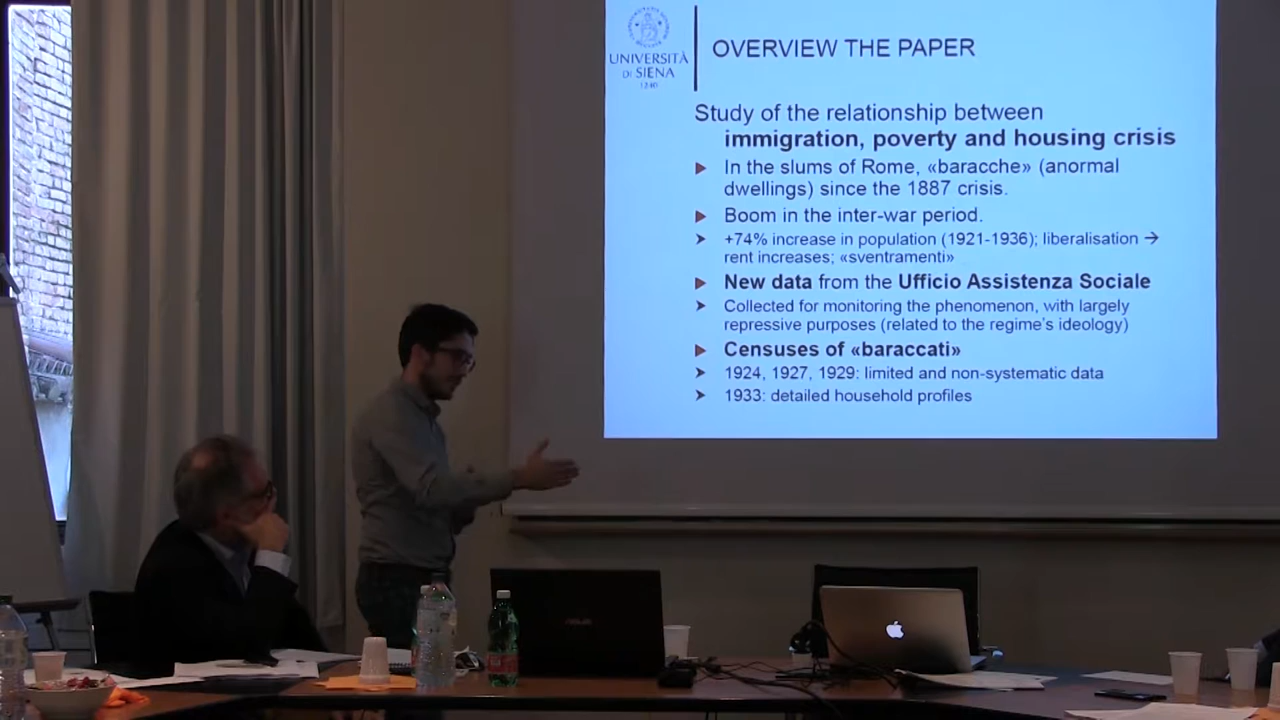 UNIVERSITÀ
DI SIENA
1240
OVERVIEW THE PAPER
Study of the relationship between
immigration, poverty and housing crisis
In the slums of Rome, «baracche» (anormal
dwellings) since the 1887 crisis.
Boom in the inter-war period.
+74% increase in population (1921-1936); liberalisation →
rent increases; «sventramenti»
New data from the Ufficio Assistenza Sociale
Collected for monitoring the phenomenon, with largely
repressive purposes (related to the regime's ideology)
Censuses of «baraccati»
1924, 1927, 1929: limited and non-systematic data
1933: detailed household profiles